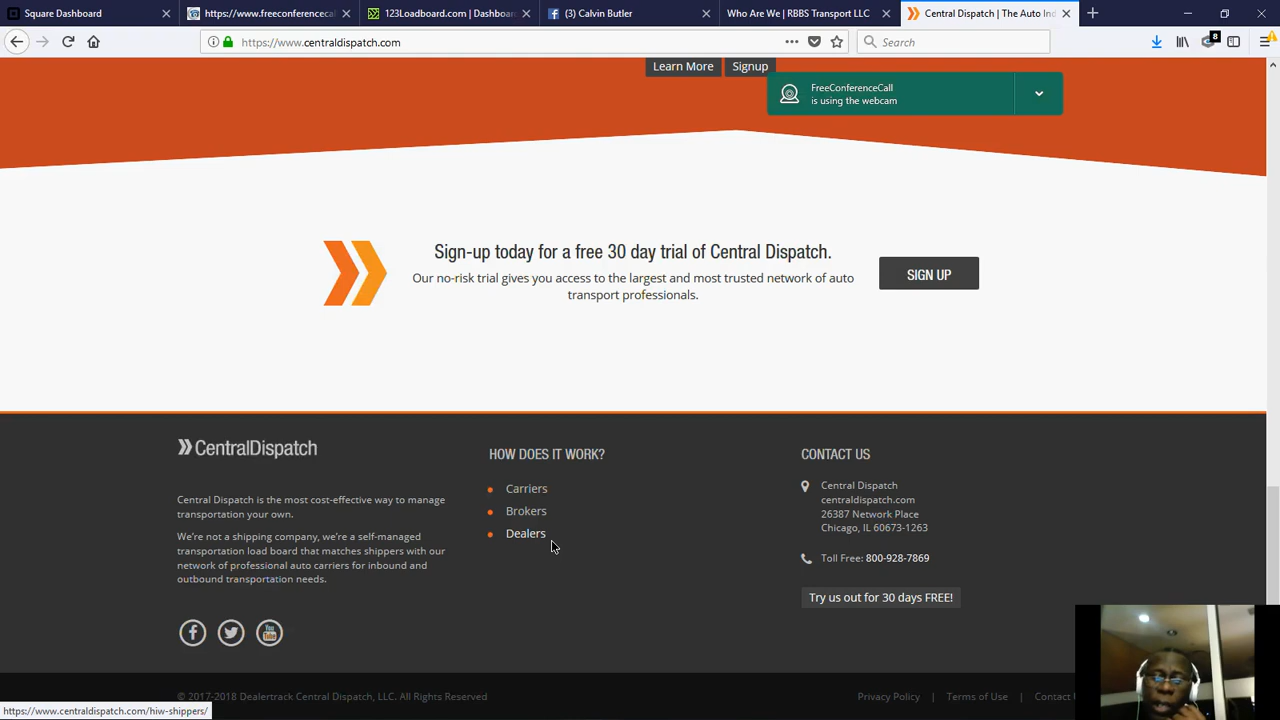 Square Dashboard
https://www.freeconferencecal
123Loadboard.com | Dashboar
(3) Calvin Butler
Who Are We | RBBS Transport LLC
Central Dispatch | The Auto Ind
https://www.centraldispatch.com
Search
8
Learn More
Signup
FreeConferenceCall
is using the webcam
Sign-up today for a free 30 day trial of Central Dispatch.
Our no-risk trial gives you access to the largest and most trusted network of auto
transport professionals.
SIGN UP
CentralDispatch
Central Dispatch is the most cost-effective way to manage
transportation your own.
We're not a shipping company, we're a self-managed
transportation load board that matches shippers with our
network of professional auto carriers for inbound and
outbound transportation needs.
HOW DOES IT WORK?
Carriers
Brokers
Dealers
CONTACT US
Central Dispatch
centraldispatch.com
26387 Network Place
Chicago, IL 60673-1263
Toll Free: 800-928-7869
Try us out for 30 days FREE!
You
Tube
© 2017-2018 Dealertrack Central Dispatch, LLC. All Rights Reserved
Privacy Policy | Terms of Use | Contact
https://www.centraldispatch.com/hiw-shippers/